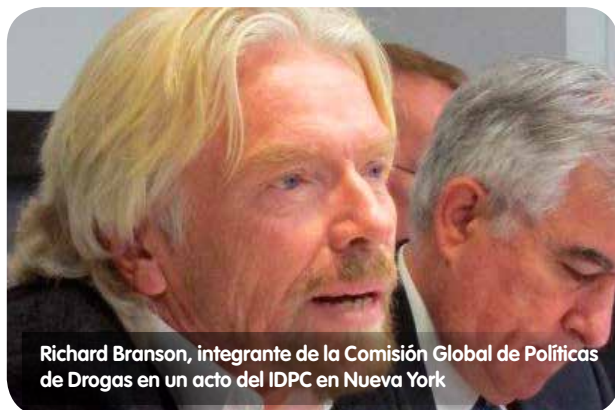 Richard Branson, integrante de la Comisión Global de Políticas
de Drogas en un acto del IDPC en Nueva York